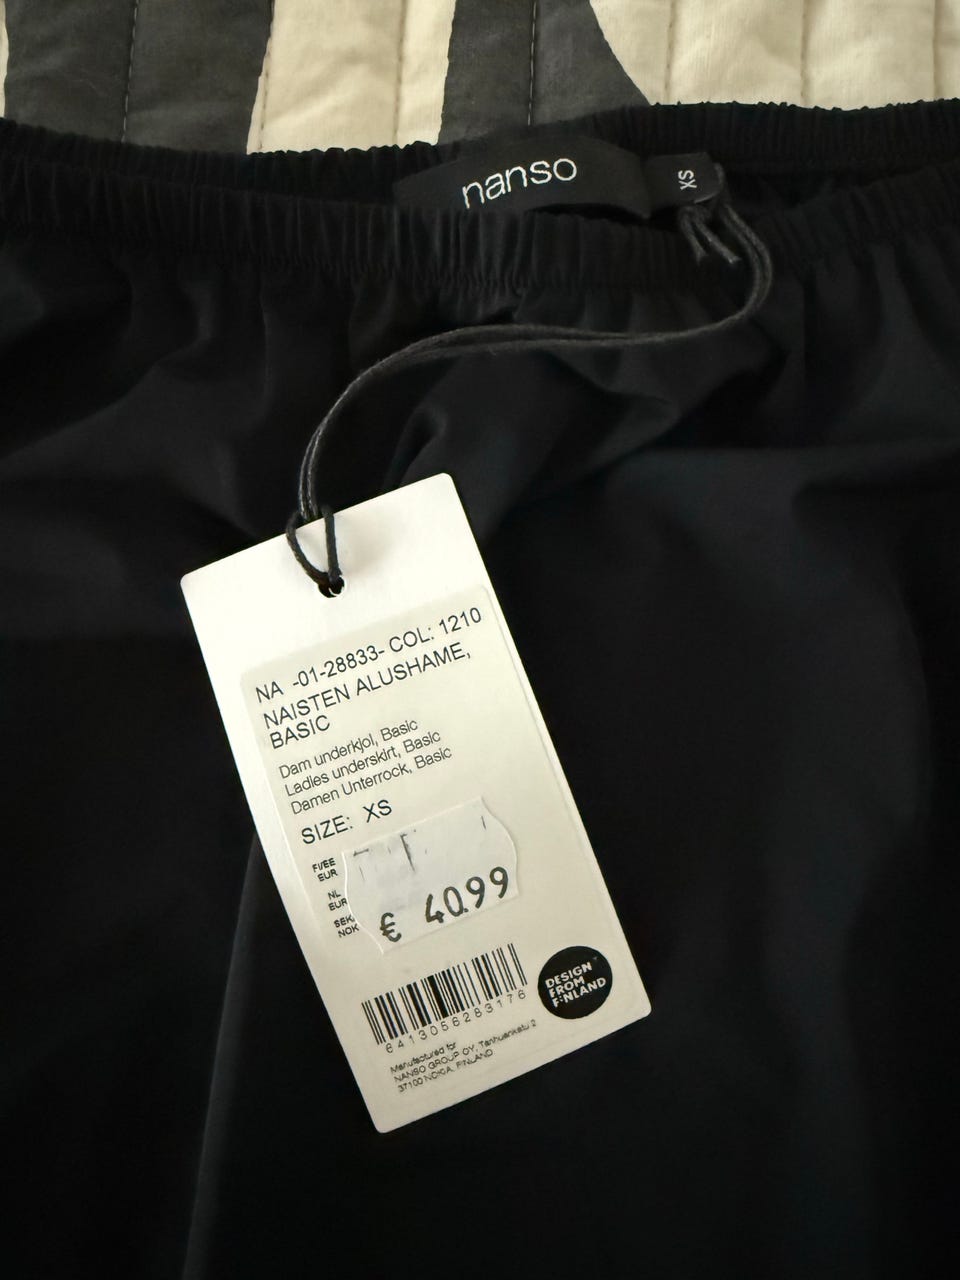 nanso
XS
NA -01-28833- COL: 1210
NAISTEN ALUSHAME,
BASIC
Dam underkjol, Basic
Ladies underskirt, Basic
Damen Unterrock, Basic
SIZE: XS
FI/EE
EUR
NL
EUR
SEK
NOK
€ 40.99
6413056283176
DESIGN
FROM
FINLAND
Manufactured for
NANSO GROUP OY, Tanhuankatu 2
37100 NOKIA, FINLAND